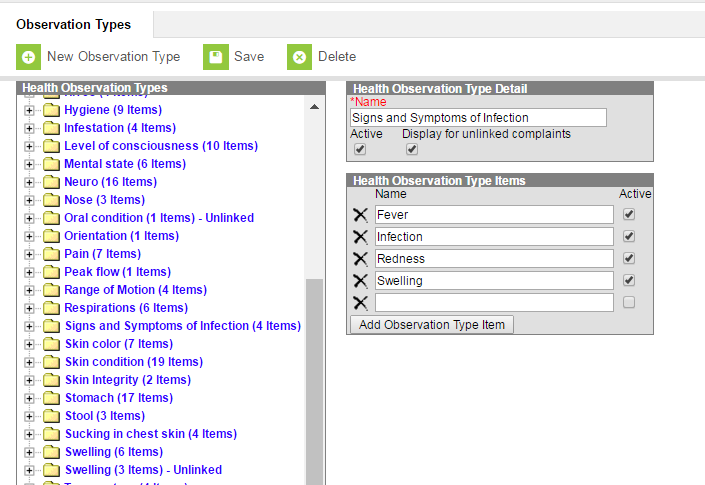 Observation Types
New Observation Type Save Delete
Health Observation Types
Hygiene (9 Items)
Infestation (4 Items)
Level of consciousness (10 Items)
Mental state (6 Items)
Neuro (16 Items)
Nose (3 Items)
Oral condition (1 Items) - Unlinked
Orientation (1 Items)
Pain (7 Items)
Peak flow (1 Items)
Range of Motion (4 Items)
Respirations (6 Items)
Signs and Symptoms of Infection (4 Items)
Skin color (7 Items)
Skin condition (19 Items)
Skin Integrity (2 Items)
Stomach (17 Items)
Stool (3 Items)
Sucking in chest skin (4 Items)
Swelling (6 Items)
Swelling (3 Items) - Unlinked
Health Observation Type Detail
*Name
Signs and Symptoms of Infection
Active Display for unlinked complaints
Health Observation Type Items
Name Active
Fever
Infection
Redness
Swelling
Add Observation Type Item